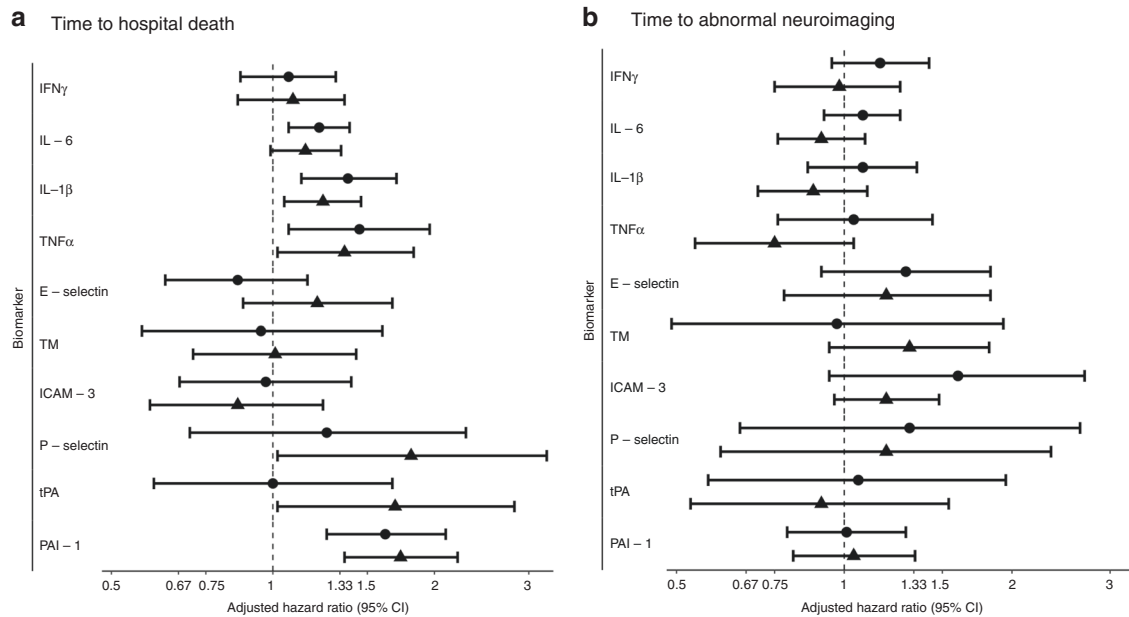 a Time to hospital death
Biomarker
IFNγ
IL – 6
IL–1β
TNFα
E – selectin
TM
ICAM – 3
P – selectin
tPA
PAI – 1
0.5 0.67 0.75 1 1.33 1.5 2 3
Adjusted hazard ratio (95% CI)
b Time to abnormal neuroimaging
Biomarker
IFNγ
IL – 6
IL–1β
TNFα
E – selectin
TM
ICAM – 3
P – selectin
tPA
PAI – 1
0.5 0.67 0.75 1 1.33 1.5 2 3
Adjusted hazard ratio (95% CI)